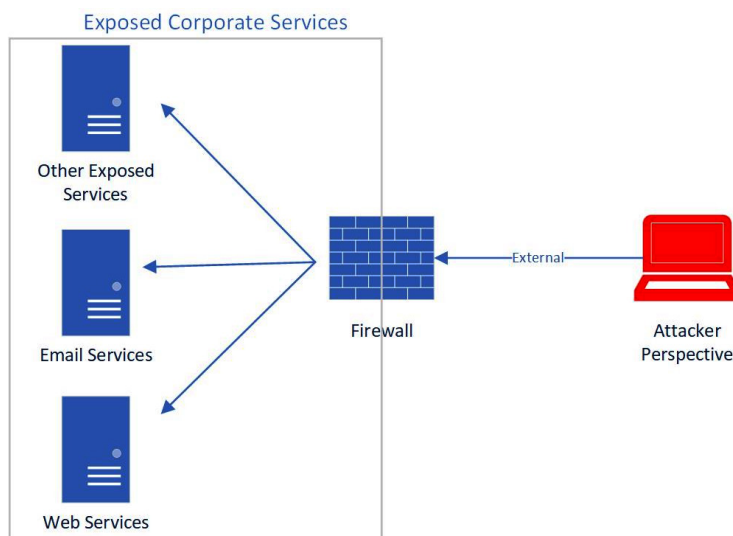 Exposed Corporate Services
Other Exposed
Services
Email Services
Web Services
Firewall
External
Attacker
Perspective